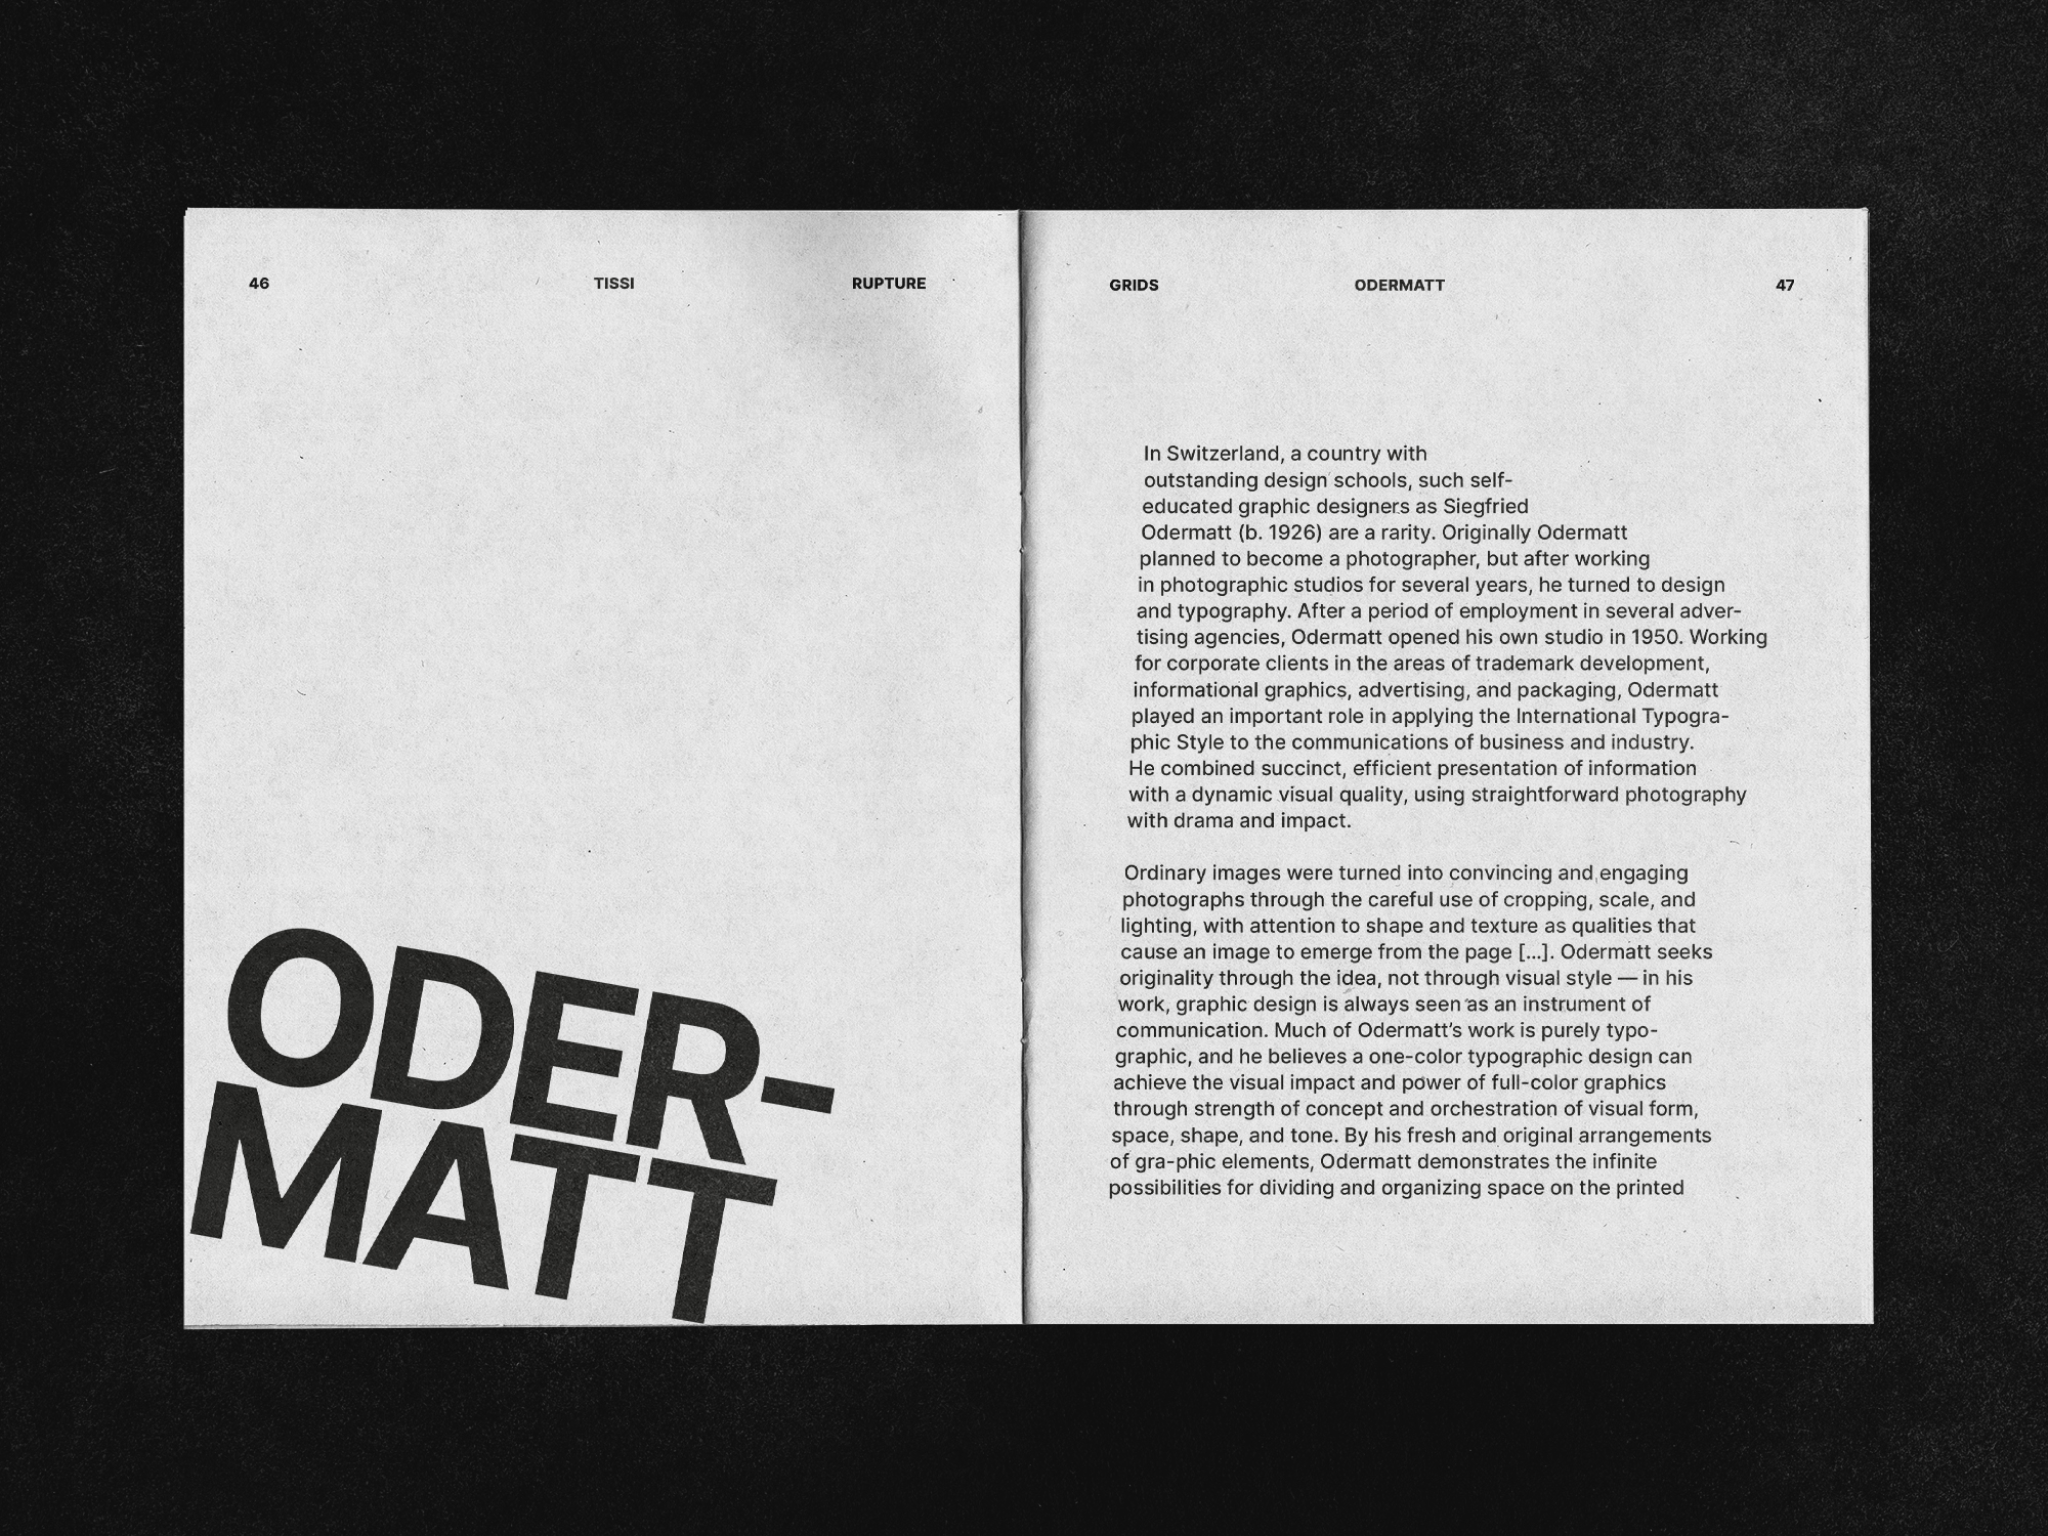 46 TISSI RUPTURE
ODER-
MATT
GRIDS ODERMATT 47
In Switzerland, a country with
outstanding design schools, such self-
educated graphic designers as Siegfried
Odermatt (b. 1926) are a rarity. Originally Odermatt
planned to become a photographer, but after working
in photographic studios for several years, he turned to design
and typography. After a period of employment in several adver-
tising agencies, Odermatt opened his own studio in 1950. Working
for corporate clients in the areas of trademark development,
informational graphics, advertising, and packaging, Odermatt
played an important role in applying the International Typogra-
phic Style to the communications of business and industry.
He combined succinct, efficient presentation of information
with a dynamic visual quality, using straightforward photography
with drama and impact.
Ordinary images were turned into convincing and engaging
photographs through the careful use of cropping, scale, and
lighting, with attention to shape and texture as qualities that
cause an image to emerge from the page [...]. Odermatt seeks
originality through the idea, not through visual style — in his
work, graphic design is always seen as an instrument of
communication. Much of Odermatt’s work is purely typo-
graphic, and he believes a one-color typographic design can
achieve the visual impact and power of full-color graphics
through strength of concept and orchestration of visual form,
space, shape, and tone. By his fresh and original arrangements
of gra-phic elements, Odermatt demonstrates the infinite
possibilities for dividing and organizing space on the printed